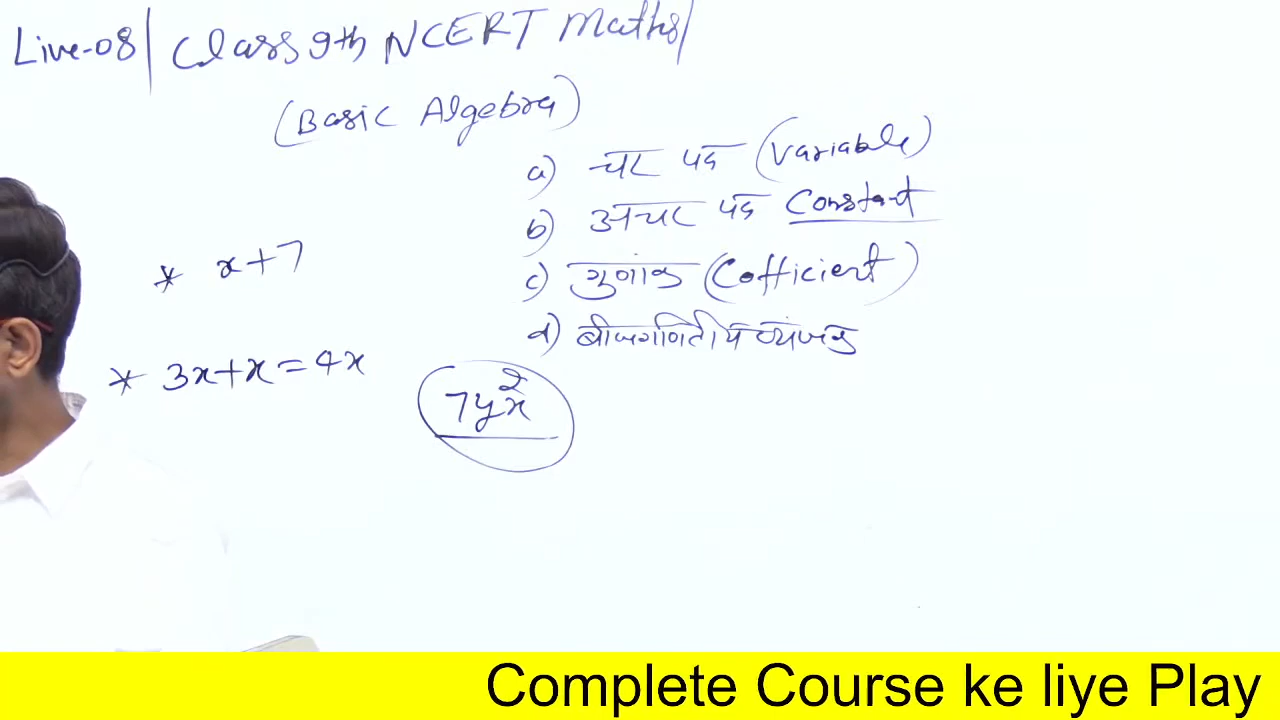 Live-08 | Class 9th NCERT Maths/
(Basic Algebra)
a) चर पद (Variable)
b) अचर पद Constant
c) गुणांक (Cofficient)
d) बीजगणितीय व्यंजक
* x+7
* 3x+x=4x
7yx²
Complete Course ke liye Play